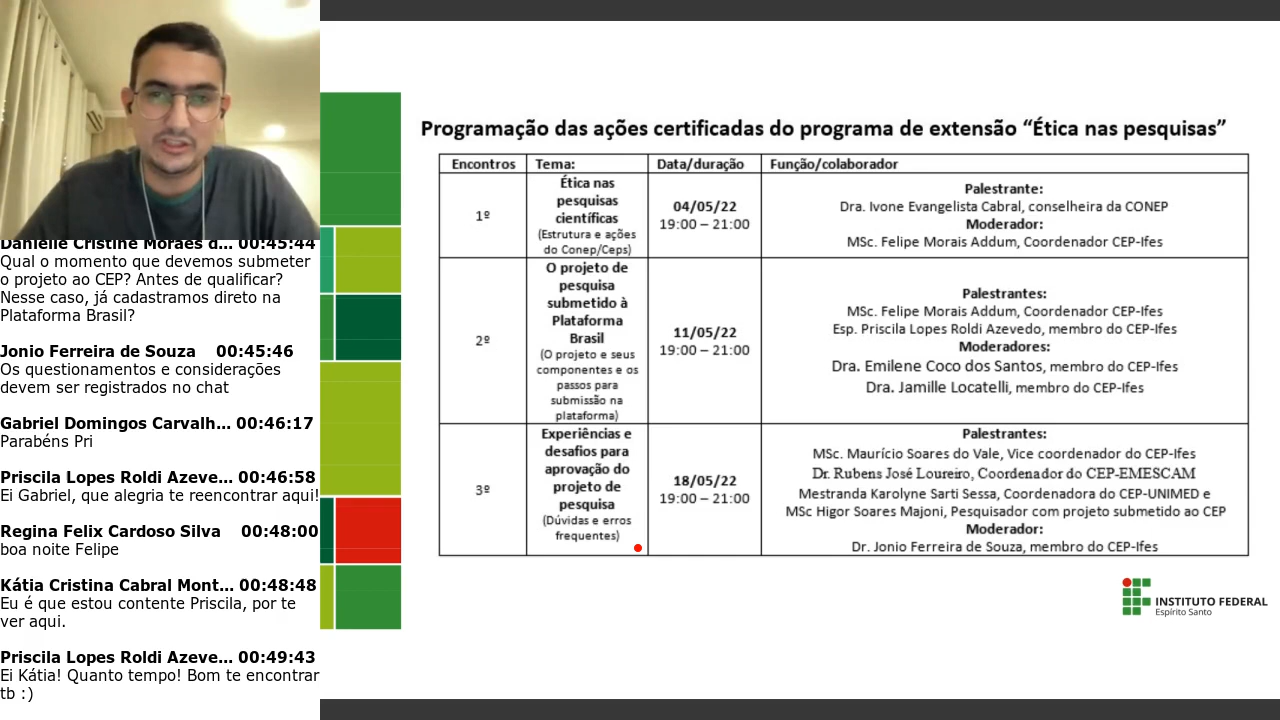 Danielle Cristine Moraes d... 00:45:44
Qual o momento que devemos submeter
o projeto ao CEP? Antes de qualificar?
Nesse caso, já cadastramos direto na
Plataforma Brasil?
Jonio Ferreira de Souza 00:45:46
Os questionamentos e considerações
devem ser registrados no chat
Gabriel Domingos Carvalh... 00:46:17
Parabéns Pri
Priscila Lopes Roldi Azeve... 00:46:58
Ei Gabriel, que alegria te reencontrar aqui!
Regina Felix Cardoso Silva 00:48:00
boa noite Felipe
Kátia Cristina Cabral Mont... 00:48:48
Eu é que estou contente Priscila, por te
ver aqui.
Priscila Lopes Roldi Azeve... 00:49:43
Ei Kátia! Quanto tempo! Bom te encontrar
tb :)
Programação das ações certificadas do programa de extensão “Ética nas pesquisas”
Encontros Tema: Data/duração Função/colaborador
1º
Ética nas
pesquisas
científicas
(Estrutura e ações
do Conep/Ceps)
04/05/22
19:00 – 21:00
Palestrante:
Dra. Ivone Evangelista Cabral, conselheira da CONEP
Moderador:
MSc. Felipe Morais Addum, Coordenador CEP-Ifes
2º
O projeto de
pesquisa
submetido à
Plataforma
Brasil
(O projeto e seus
componentes e os
passos para
submissão na
plataforma)
11/05/22
19:00 – 21:00
Palestrantes:
MSc. Felipe Morais Addum, Coordenador CEP-Ifes
Esp. Priscila Lopes Roldi Azevedo, membro do CEP-Ifes
Moderadores:
Dra. Emilene Coco dos Santos, membro do CEP-Ifes
Dra. Jamille Locatelli, membro do CEP-Ifes
3º
Experiências e
desafios para
aprovação do
projeto de
pesquisa
(Dúvidas e erros
frequentes)
18/05/22
19:00 – 21:00
Palestrantes:
MSc. Maurício Soares do Vale, Vice coordenador do CEP-Ifes
Dr. Rubens José Loureiro, Coordenador do CEP-EMESCAM
Mestranda Karolyne Sarti Sessa, Coordenadora do CEP-UNIMED e
MSc Higor Soares Majoni, Pesquisador com projeto submetido ao CEP
Moderador:
Dr. Jonio Ferreira de Souza, membro do CEP-Ifes
INSTITUTO FEDERAL
Espírito Santo